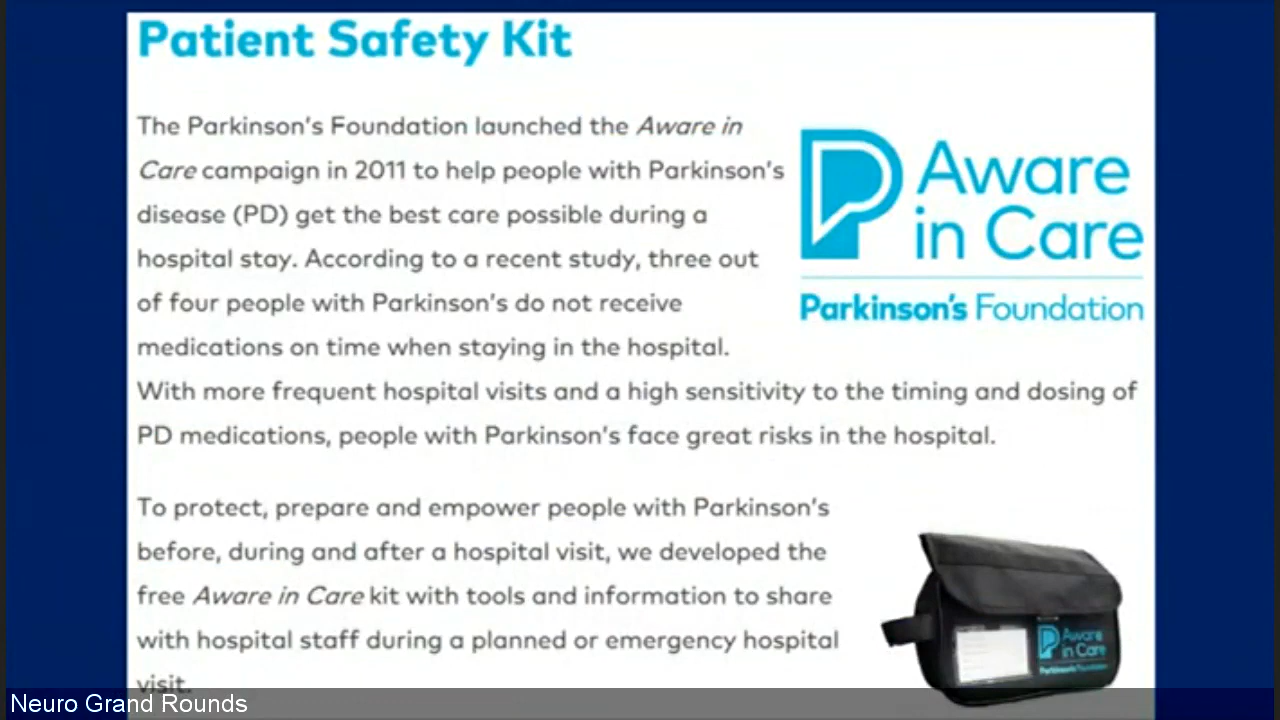 Patient Safety Kit
The Parkinson's Foundation launched the Aware in
Care campaign in 2011 to help people with Parkinson's
disease (PD) get the best care possible during a
hospital stay. According to a recent study, three out
of four people with Parkinson's do not receive
medications on time when staying in the hospital.
With more frequent hospital visits and a high sensitivity to the timing and dosing of
PD medications, people with Parkinson's face great risks in the hospital.
Aware
in Care
Parkinson's Foundation
To protect, prepare and empower people with Parkinson's
before, during and after a hospital visit, we developed the
free Aware in Care kit with tools and information to share
with hospital staff during a planned or emergency hospital
visit.
Aware
in Care
Parkinson's Foundation
Neuro Grand Rounds